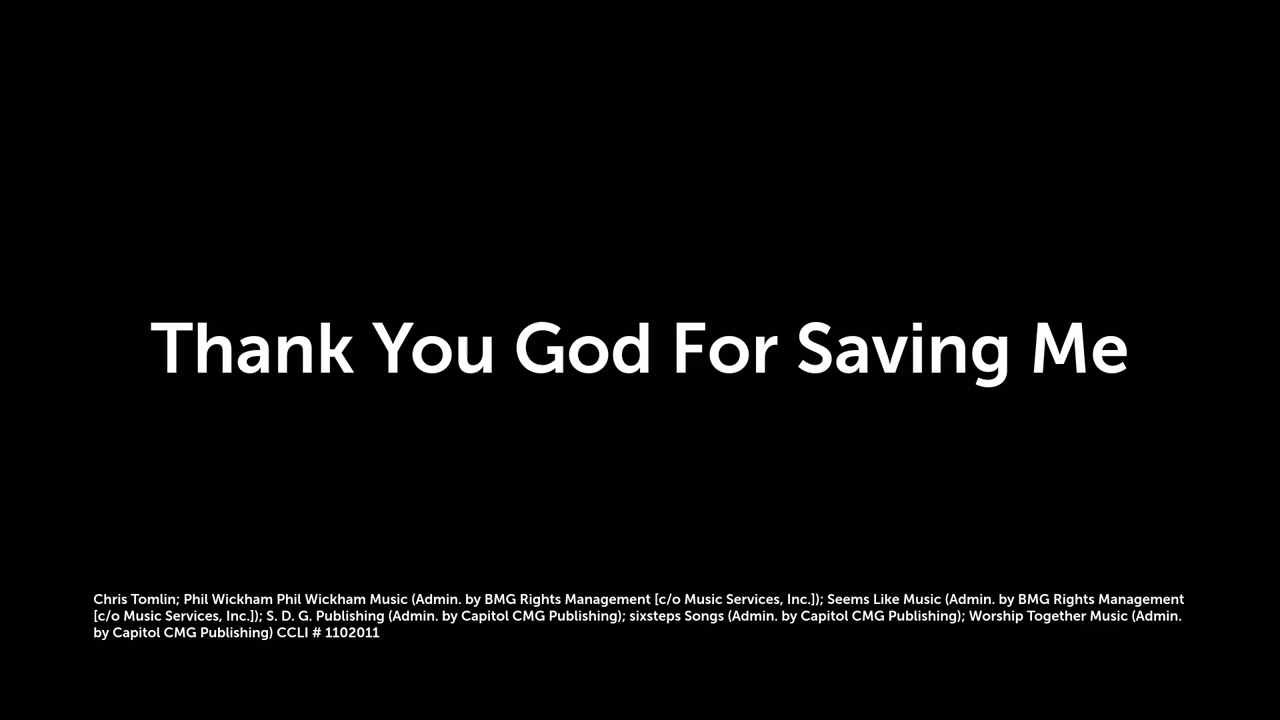 Thank You God For Saving Me
Chris Tomlin; Phil Wickham Phil Wickham Music (Admin. by BMG Rights Management [c/o Music Services, Inc.]); Seems Like Music (Admin. by BMG Rights Management
[c/o Music Services, Inc.]); S. D. G. Publishing (Admin. by Capitol CMG Publishing); sixsteps Songs (Admin. by Capitol CMG Publishing); Worship Together Music (Admin.
by Capitol CMG Publishing) CCLI # 1102011